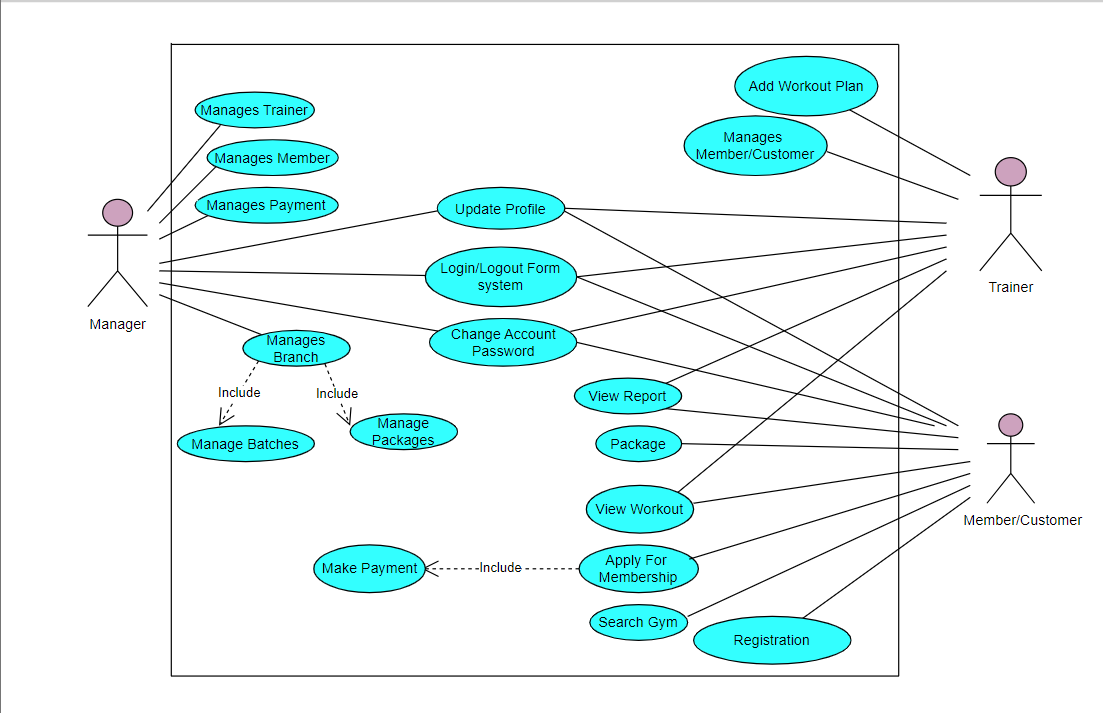 Add Workout Plan
Manages Trainer
Manages
Member/Customer
Manages Member
Manages Payment
Update Profile
Login/Logout Form
system
Trainer
Manager
Change Account
Password
Manages
Branch
Include
Include
View Report
Manage Batches
Manage
Packages
Package
View Workout
Member/Customer
Make Payment
Include
Apply For
Membership
Search Gym
Registration